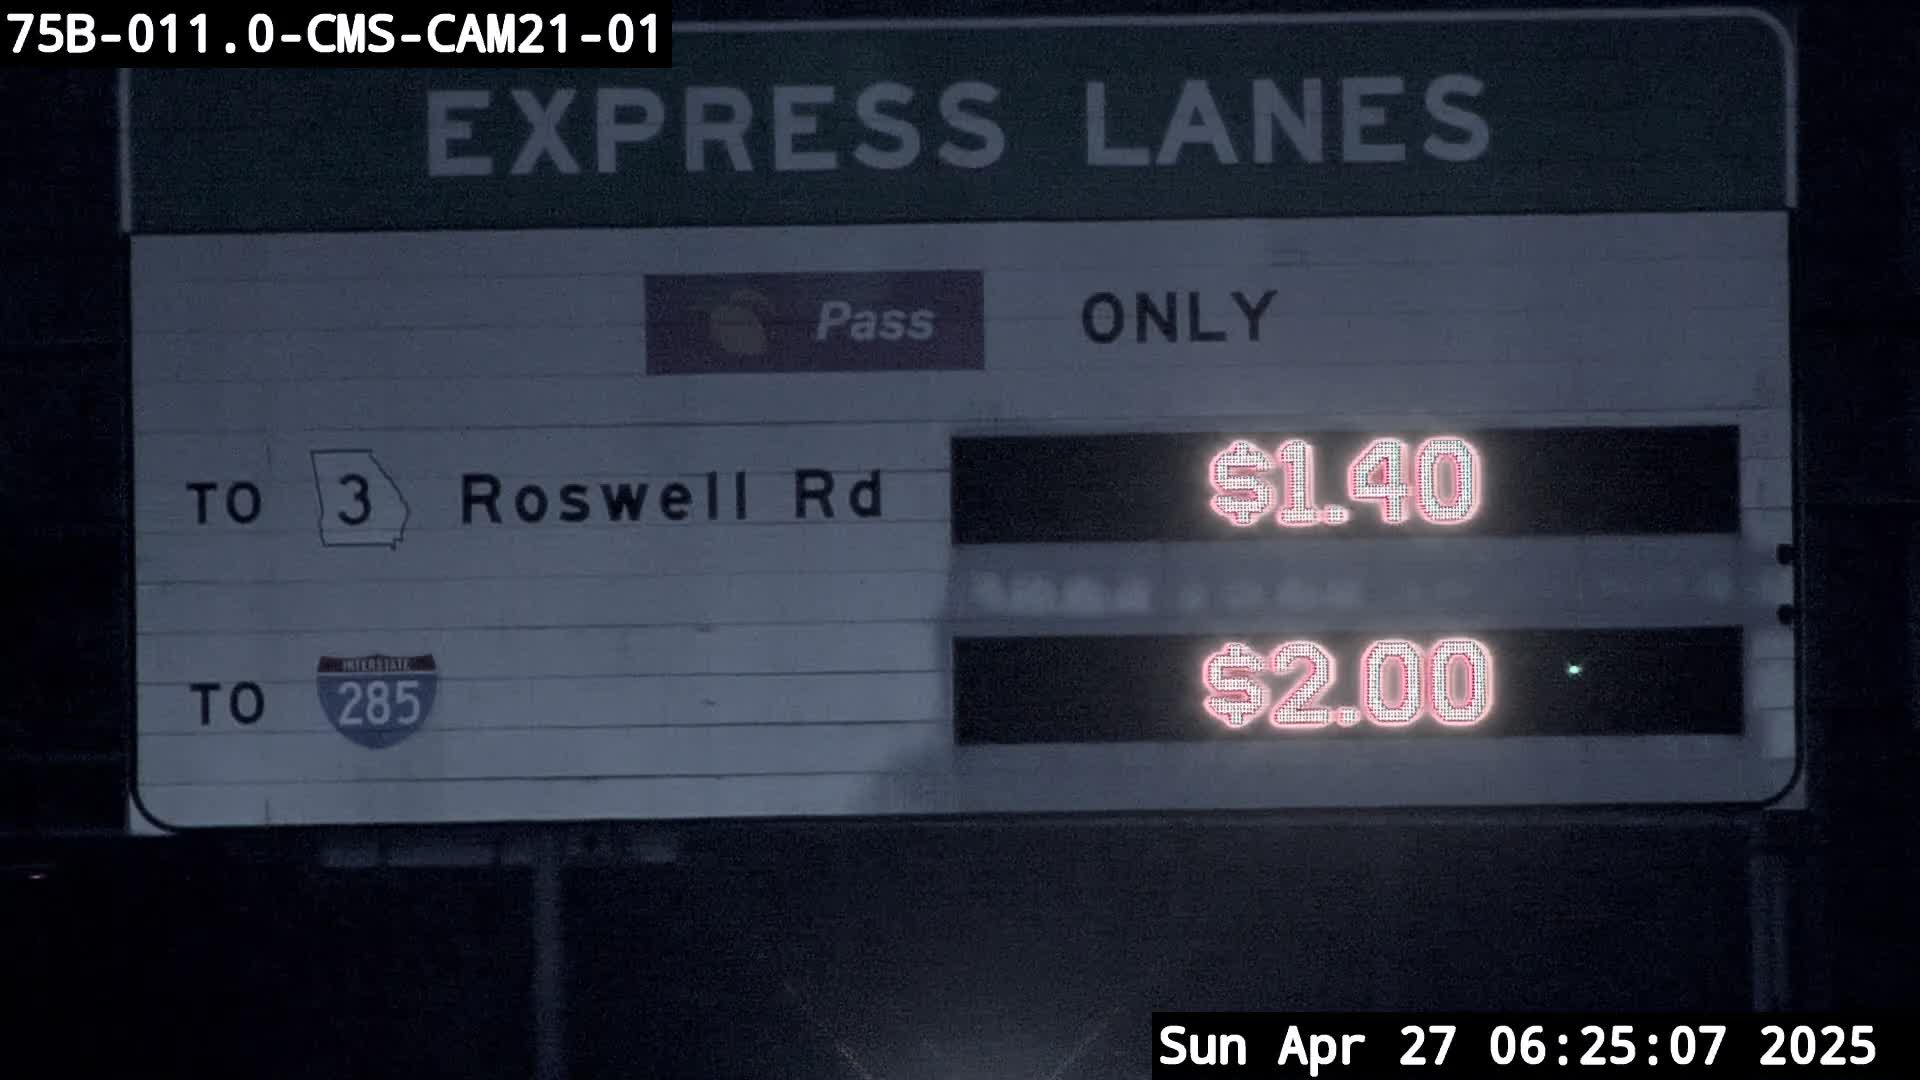 75B-011.0-CMS-CAM21-01
EXPRESS LANES
Pass ONLY
TO 3 Roswell Rd $1.40
TO INTERSTATE 285 $2.00
Sun Apr 27 06:25:07 2025